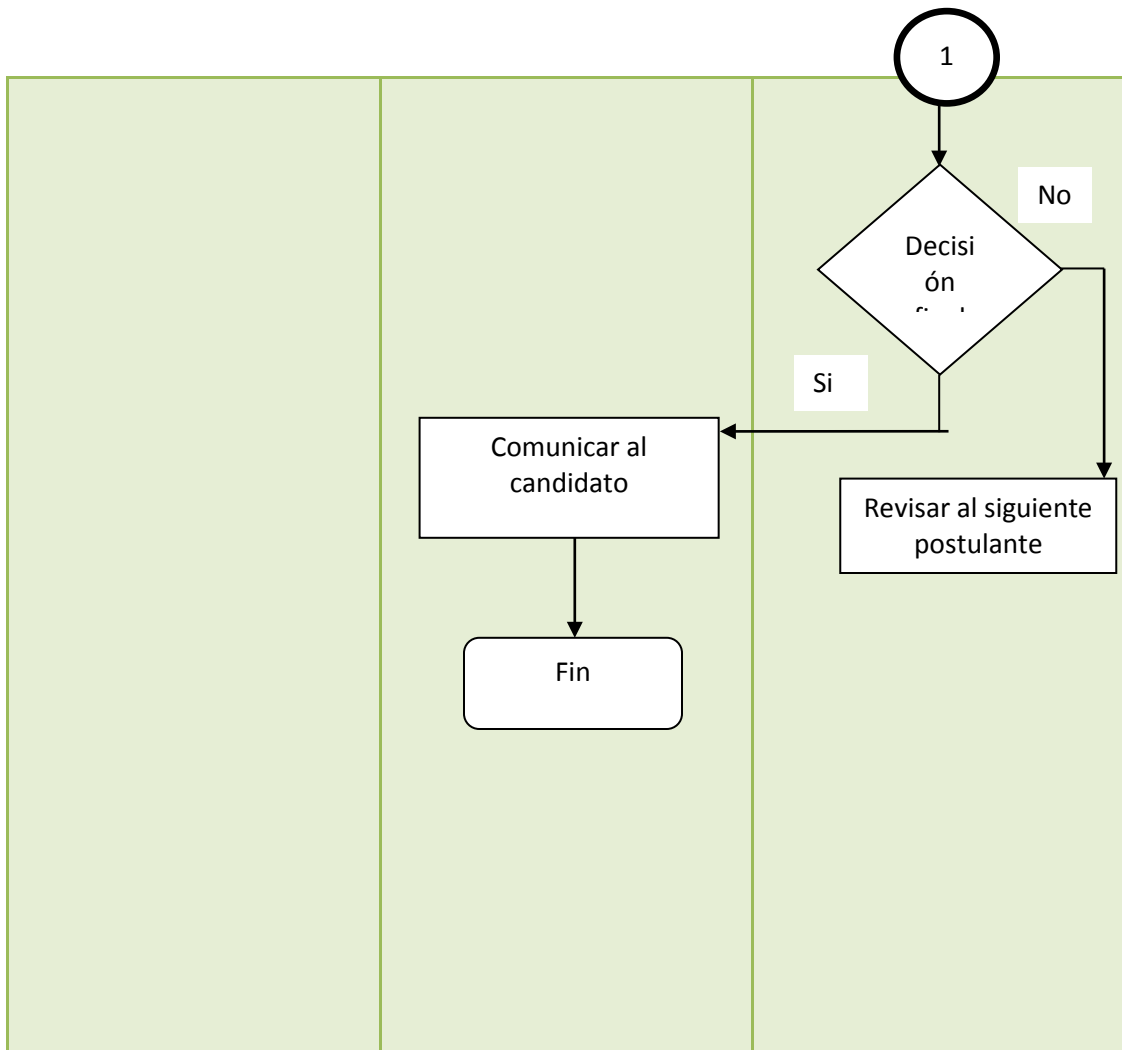 1
No
Decisi
ón
Si
Comunicar al
candidato
Revisar al siguiente
postulante
Fin